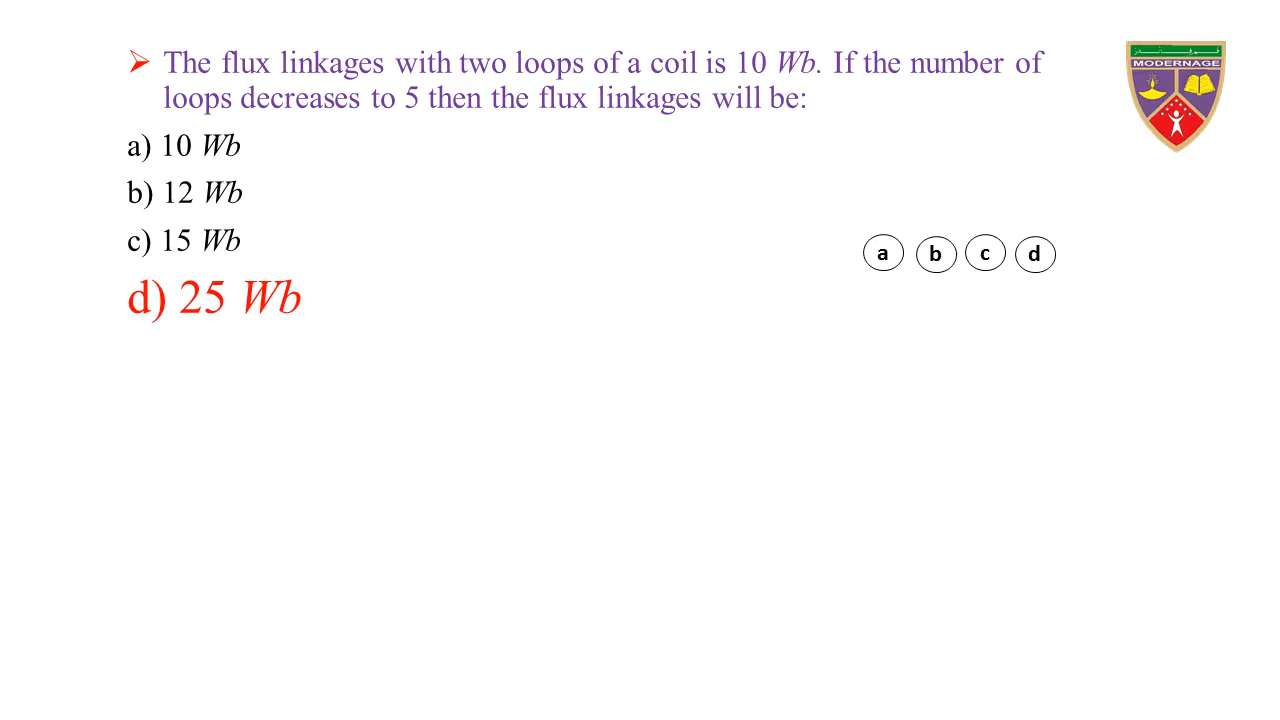 The flux linkages with two loops of a coil is 10 Wb. If the number of
loops decreases to 5 then the flux linkages will be:
a) 10 Wb
b) 12 Wb
c) 15 Wb
d) 25 Wb
a b c d
MODERNAGE